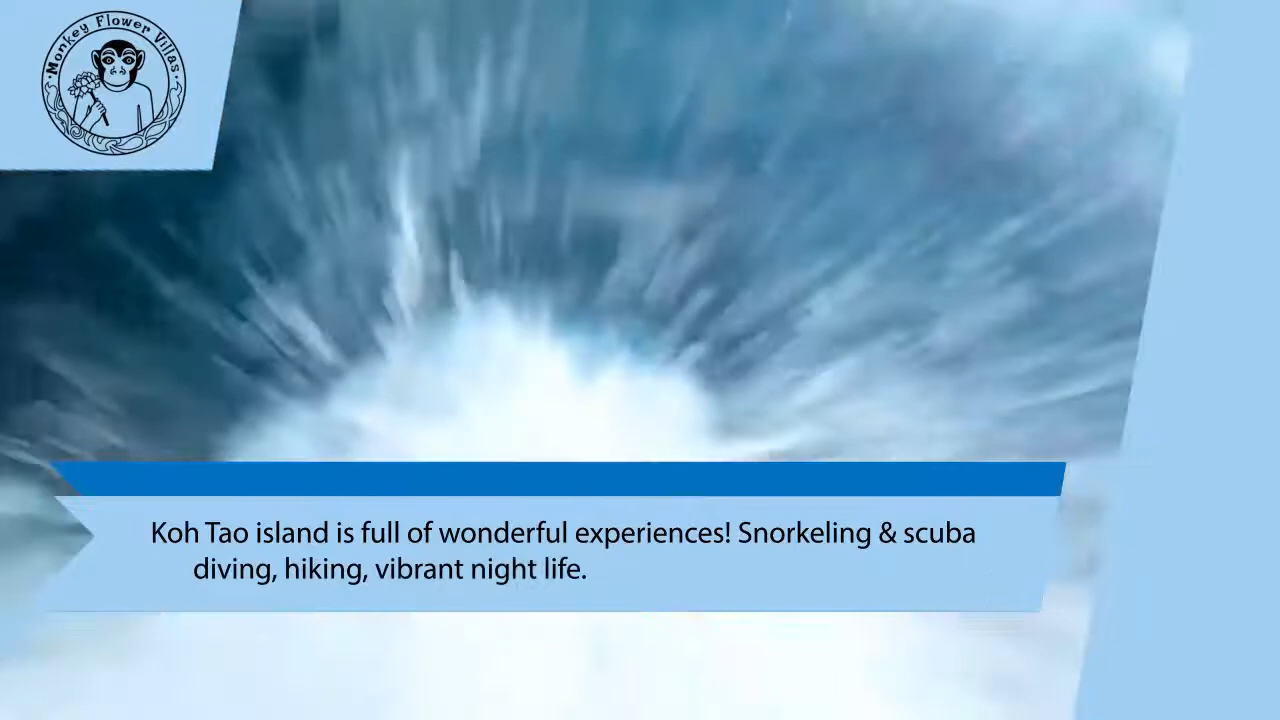 Monkey Flower Villas
Koh Tao island is full of wonderful experiences! Snorkeling & scuba
diving, hiking, vibrant night life.